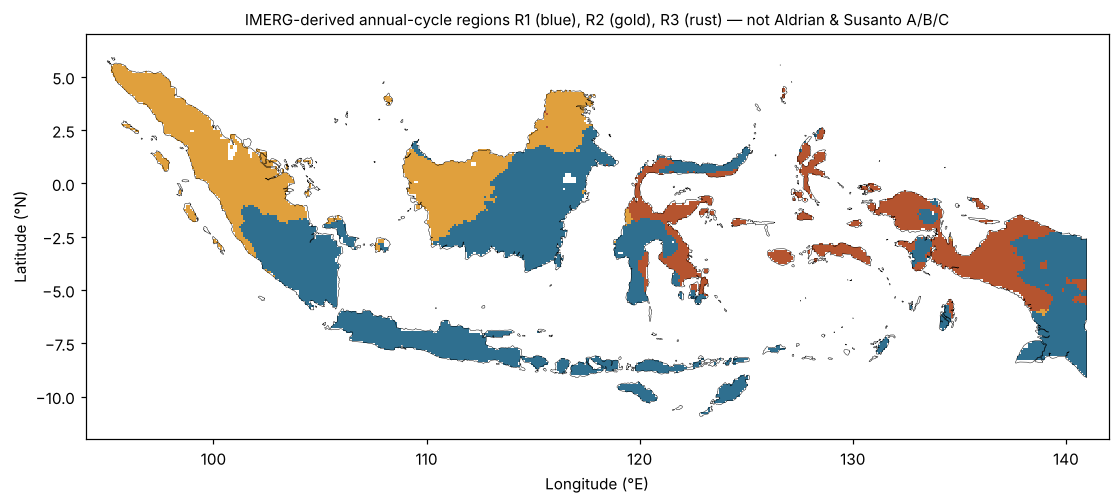 IMERG-derived annual-cycle regions R1 (blue), R2 (gold), R3 (rust) — not Aldrian & Susanto A/B/C
Latitude (°N)
5.0
2.5
0.0
−2.5
−5.0
−7.5
−10.0
100 110 120 130 140
Longitude (°E)